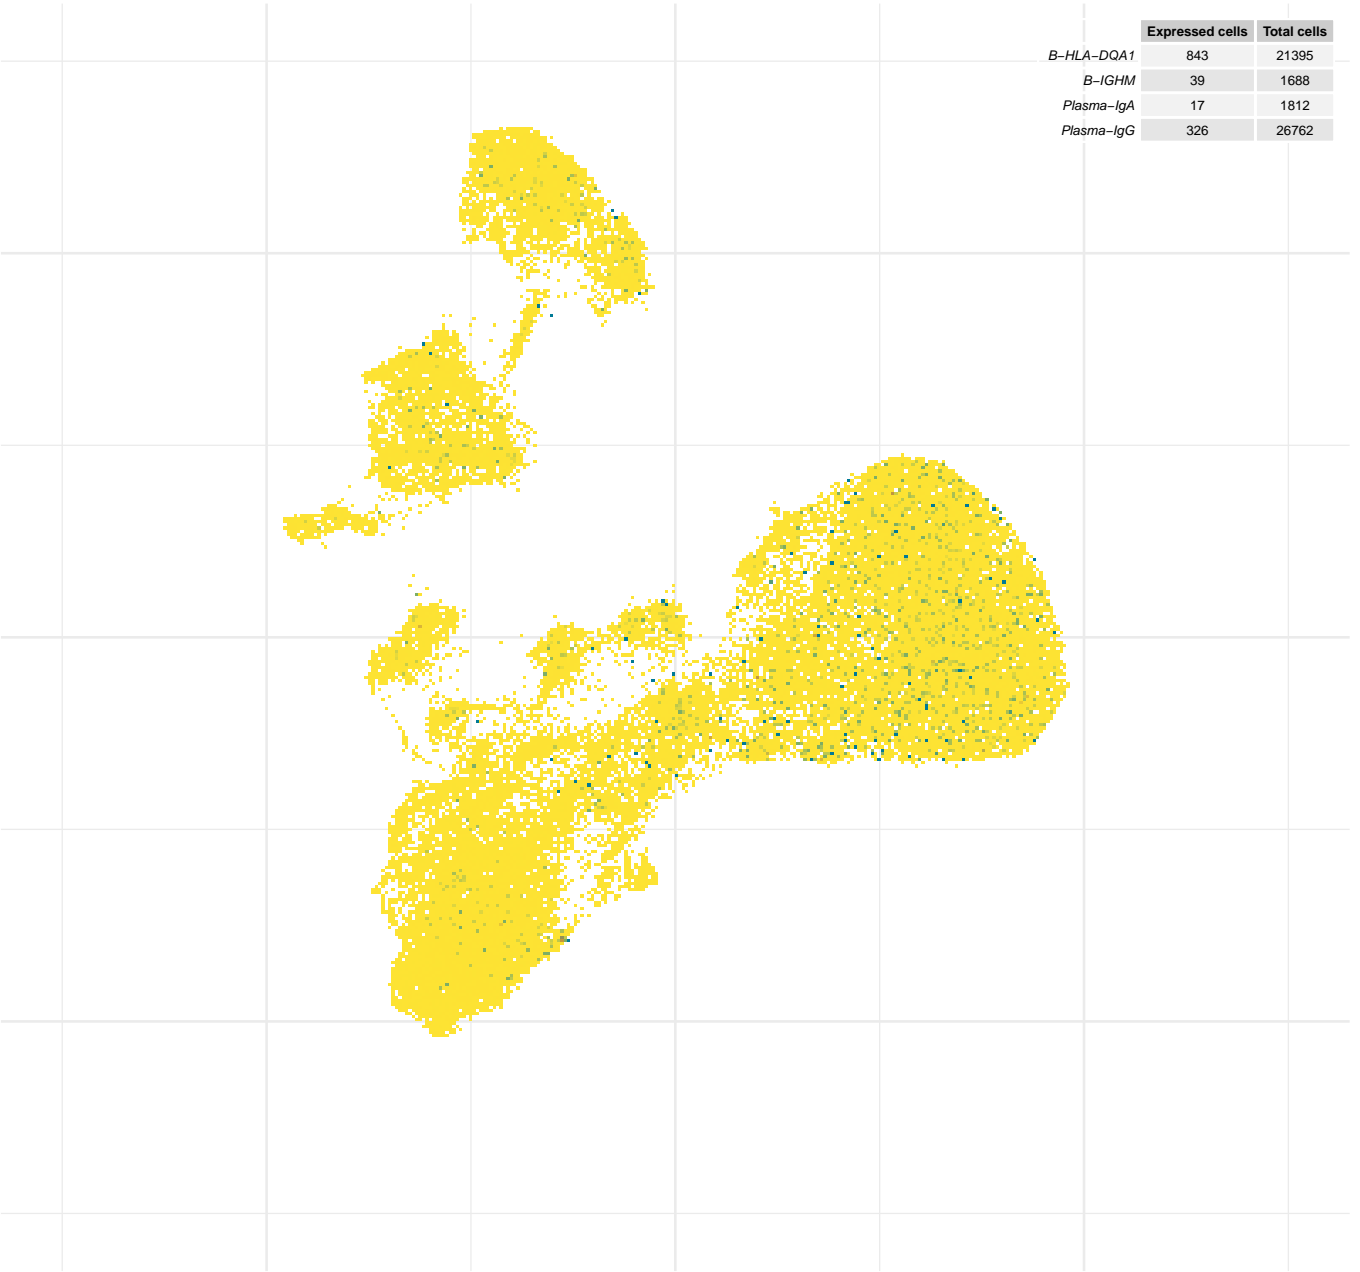 Expressed cells Total cells
B−HLA−DQA1 843 21395
B−IGHM 39 1688
Plasma−IgA 17 1812
Plasma−IgG 326 26762